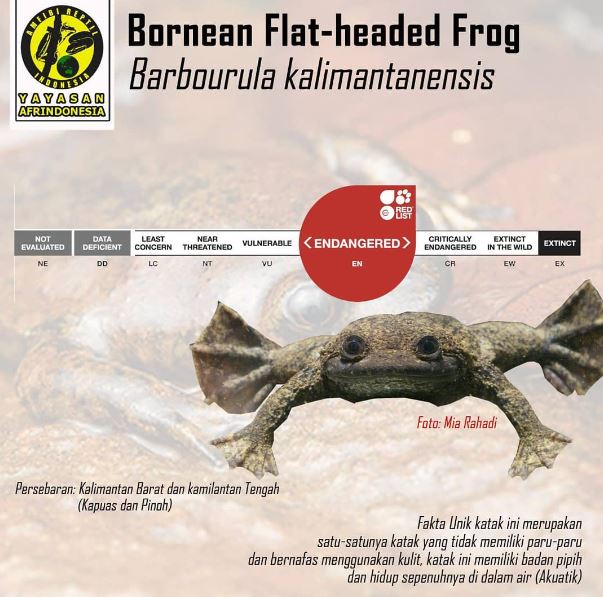 AMFIBI REPTIL
INDONESIA
YAYASAN
AFRINDONESIA
Bornean Flat-headed Frog
Barbourula kalimantanensis
RED
LIST
NOT
EVALUATED
DATA
DEFICIENT
LEAST
CONCERN
NEAR
THREATENED
VULNERABLE
<ENDANGERED>
CRITICALLY
ENDANGERED
EXTINCT
IN THE WILD
EXTINCT
NE
DD
LC
NT
VU
EN
CR
EW
EX
Foto: Mia Rahadi
Persebaran: Kalimantan Barat dan kamilantan Tengah
(Kapuas dan Pinoh)
Fakta Unik katak ini merupakan
satu-satunya katak yang tidak memiliki paru-paru
dan bernafas menggunakan kulit, katak ini memiliki badan pipih
dan hidup sepenuhnya di dalam air (Akuatik)